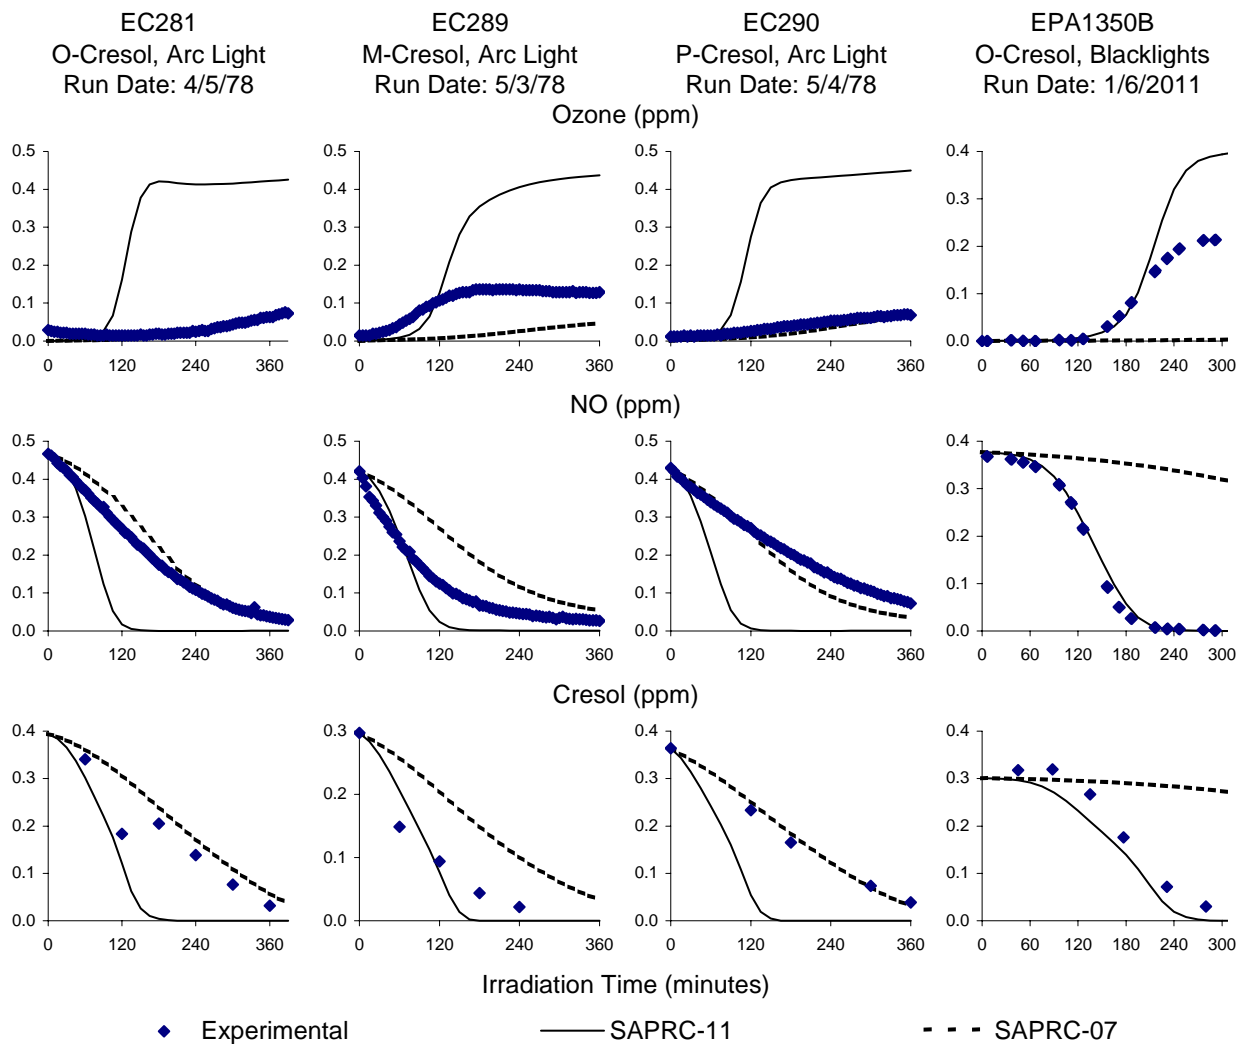 EC281 EC289 EC290 EPA1350B
O-Cresol, Arc Light M-Cresol, Arc Light P-Cresol, Arc Light O-Cresol, Blacklights
Run Date: 4/5/78 Run Date: 5/3/78 Run Date: 5/4/78 Run Date: 1/6/2011
Ozone (ppm)
0.5 0.5 0.5 0.4
0.4 0.4 0.4
0.3
0.3 0.3 0.3
0.2
0.2 0.2 0.2
0.1
0.1 0.1 0.1
0.0 0.0 0.0 0.0
0 120 240 360 0 120 240 360 0 120 240 360 0 60 120 180 240 300
NO (ppm)
0.5 0.5 0.5 0.5
0.4 0.4 0.4 0.4
0.3 0.3 0.3 0.3
0.2 0.2 0.2 0.2
0.1 0.1 0.1 0.1
0.0 0.0 0.0 0.0
0 120 240 360 0 120 240 360 0 120 240 360 0 60 120 180 240 300
Cresol (ppm)
0.4 0.3 0.4 0.4
0.3 0.3 0.3
0.2
0.2 0.2 0.2
0.1
0.1 0.1 0.1
0.0 0.0 0.0 0.0
0 120 240 360 0 120 240 360 0 120 240 360 0 60 120 180 240 300
Irradiation Time (minutes)
Experimental SAPRC-11 SAPRC-07